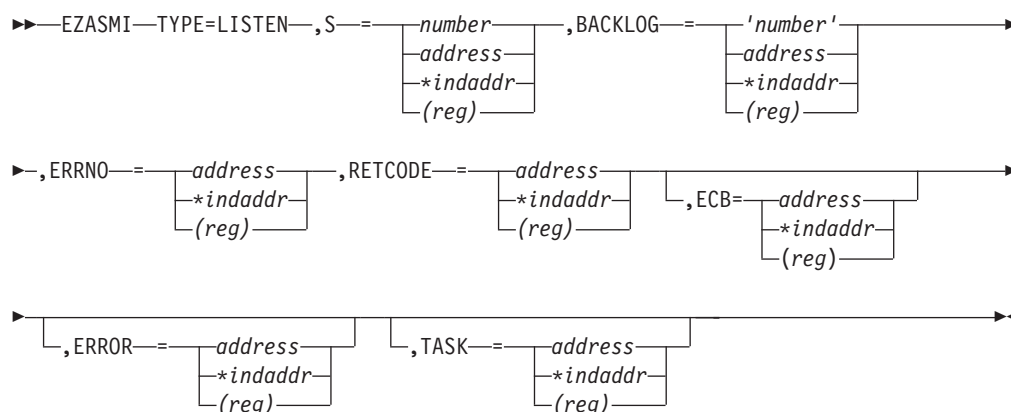 EZASMI TYPE=LISTEN ,S = number ,BACKLOG = 'number'
address address
*indaddr *indaddr
(reg) (reg)
,ERRNO = address ,RETCODE = address
*indaddr *indaddr ,ECB= address
(reg) (reg) *indaddr
(reg)
,ERROR = address ,TASK = address
*indaddr *indaddr
(reg) (reg)